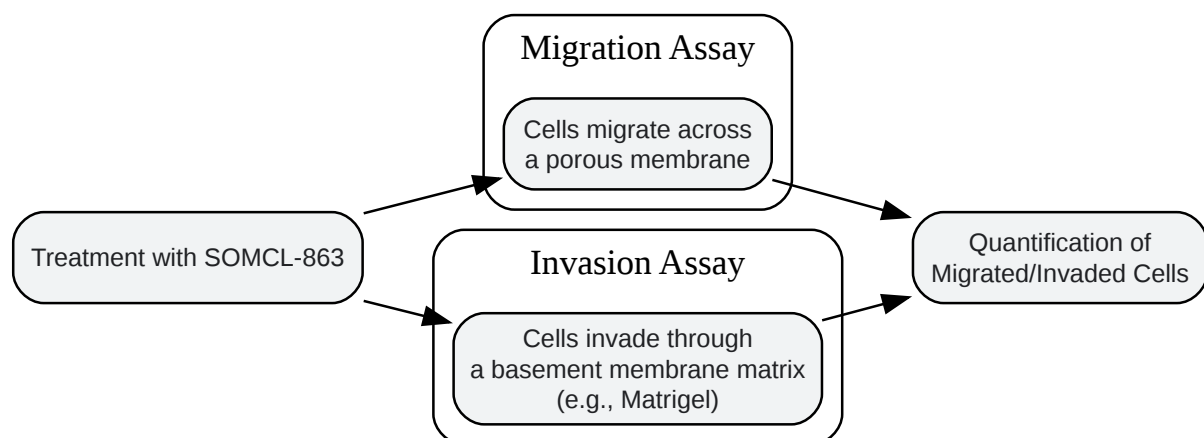 Migration Assay
Cells migrate across
a porous membrane
Treatment with SOMCL-863
Invasion Assay
Cells invade through
a basement membrane matrix
(e.g., Matrigel)
Quantification of
Migrated/Invaded Cells